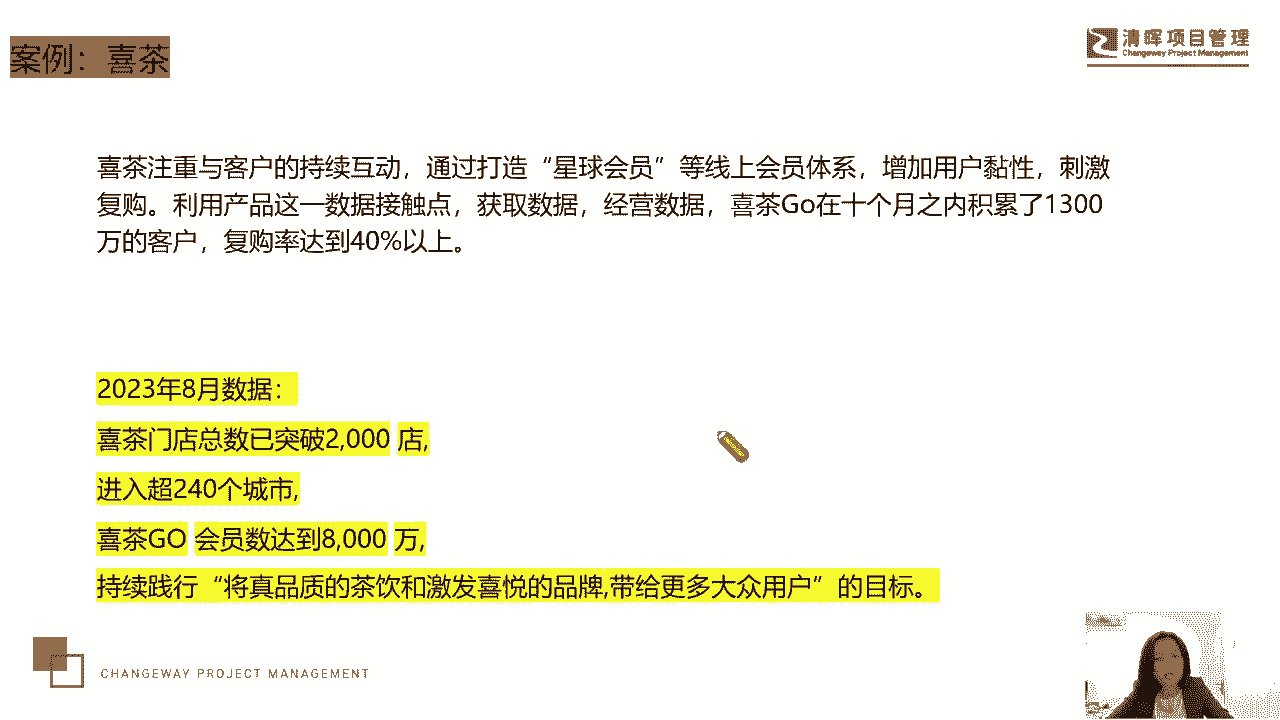 案例：喜茶
清晖项目管理
Changeway Project Management
喜茶注重与客户的持续互动，通过打造“星球会员”等线上会员体系，增加用户黏性，刺激
复购。利用产品这一数据接触点，获取数据，经营数据，喜茶Go在十个月之内积累了1300
万的客户，复购率达到40%以上。
2023年8月数据：
喜茶门店总数已突破2,000 店,
进入超240个城市,
喜茶GO 会员数达到8,000 万,
持续践行“将真品质的茶饮和激发喜悦的品牌,带给更多大众用户”的目标。
CHANGEWAY PROJECT MANAGEMENT